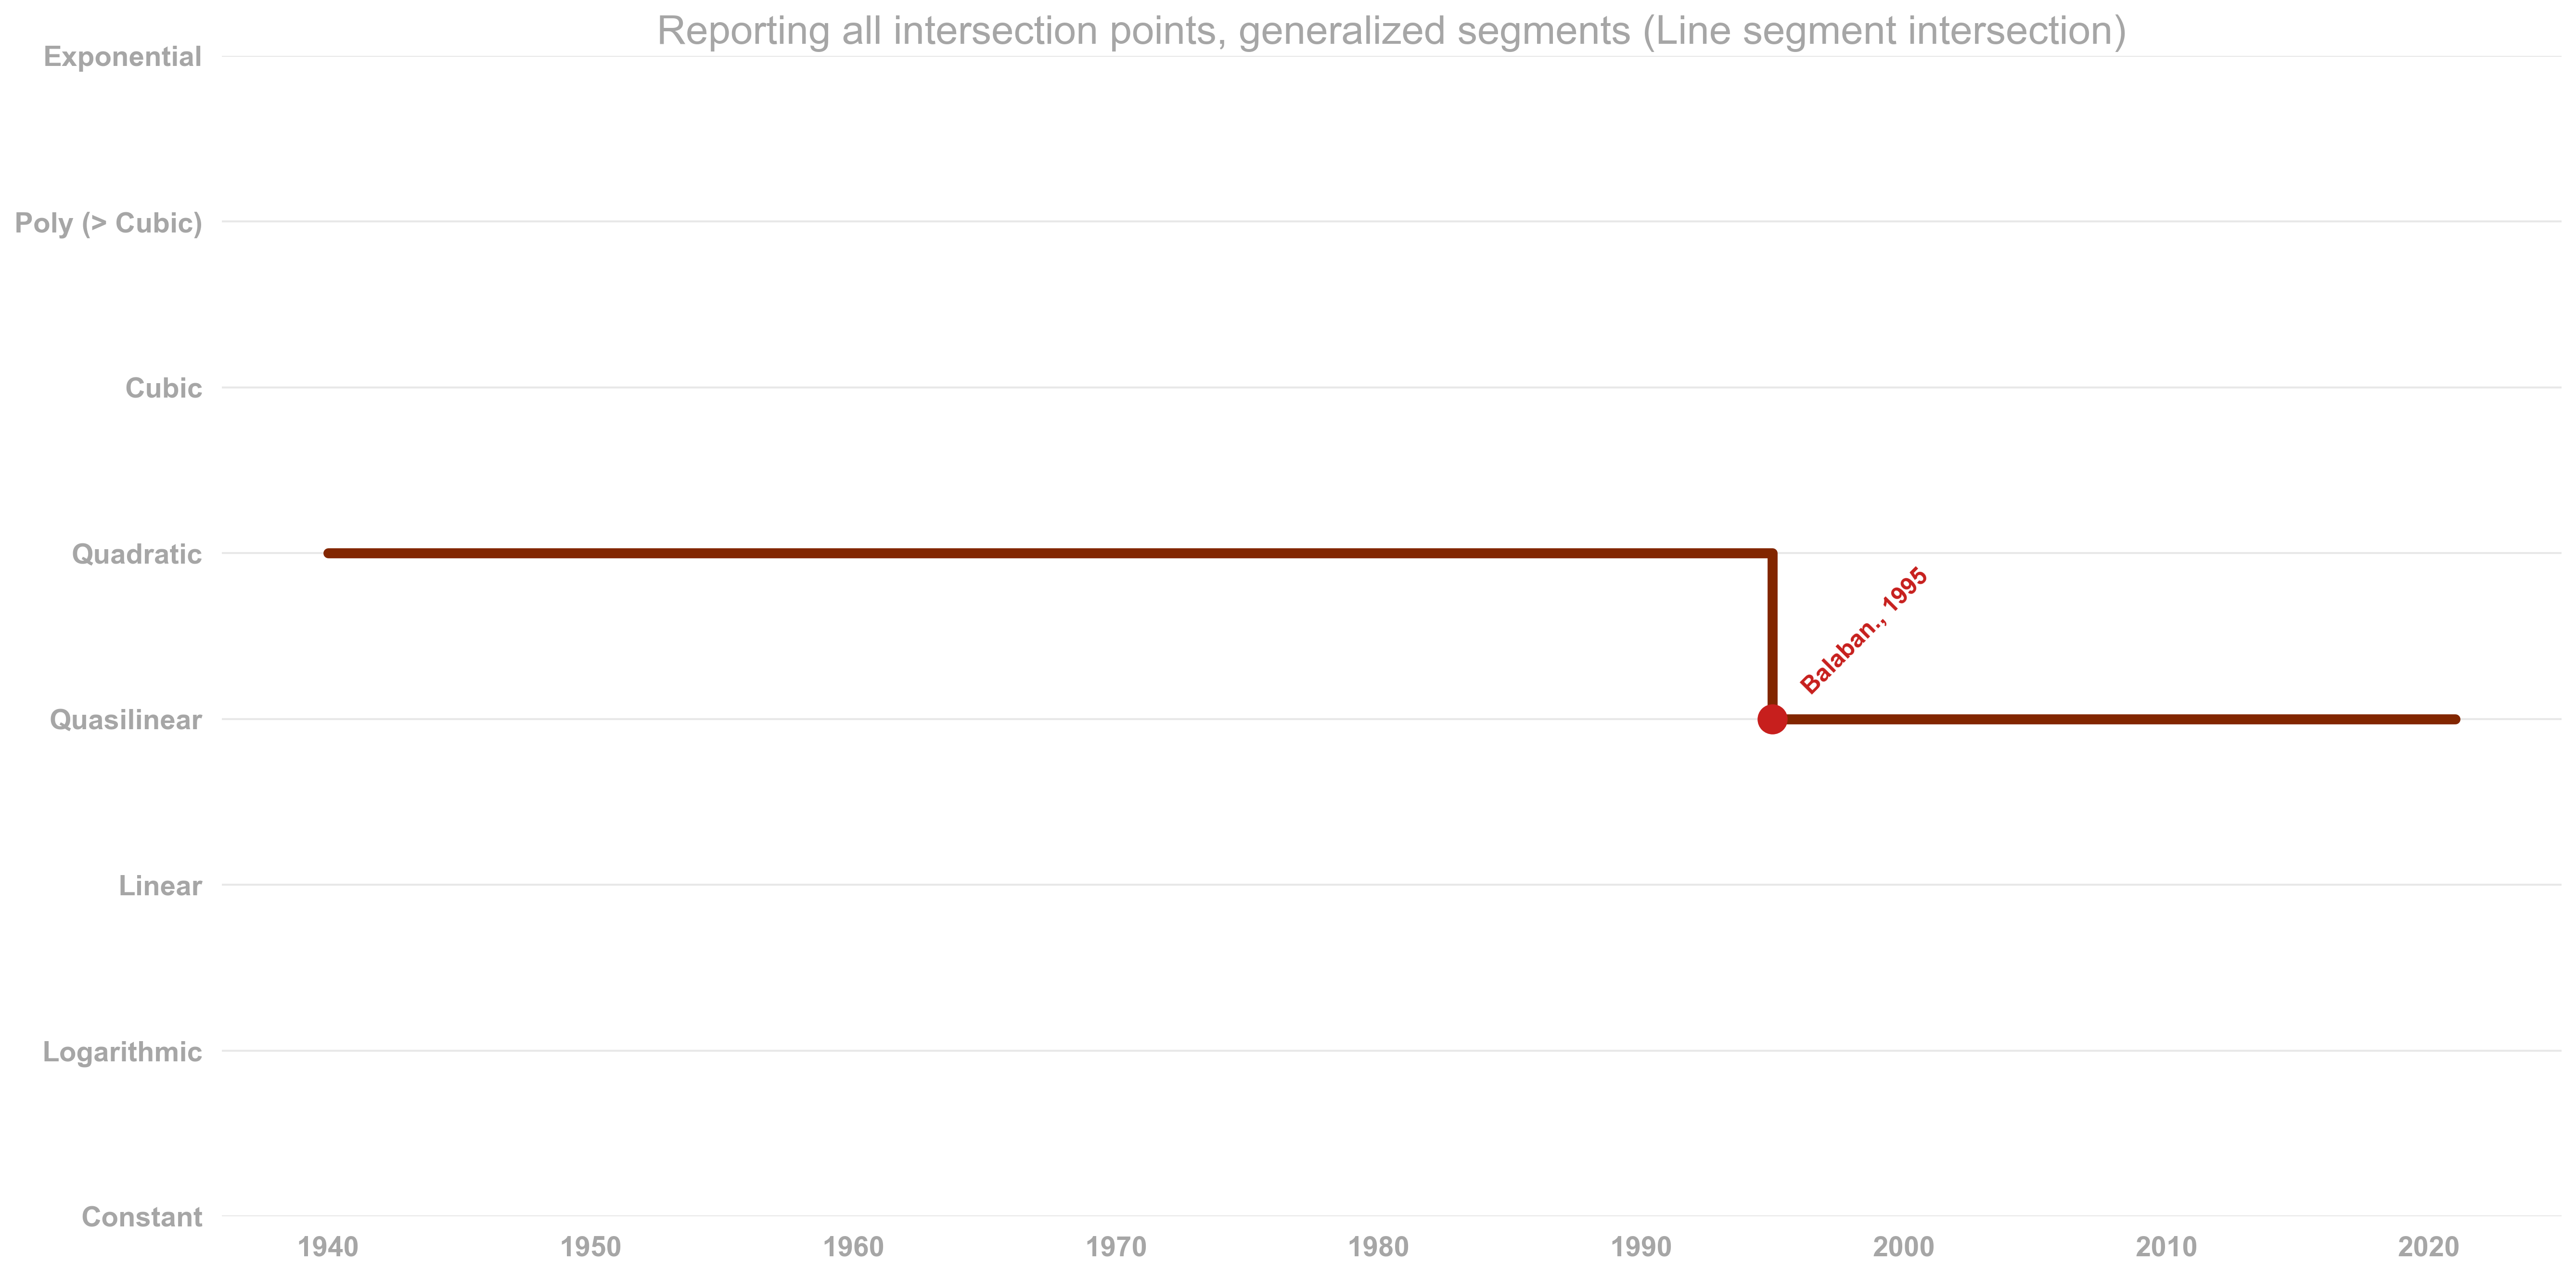 Reporting all intersection points, generalized segments (Line segment intersection)
Exponential
Poly (> Cubic)
Cubic
Quadratic
Quasilinear
Linear
Logarithmic
Constant
Balaban., 1995
1940 1950 1960 1970 1980 1990 2000 2010 2020